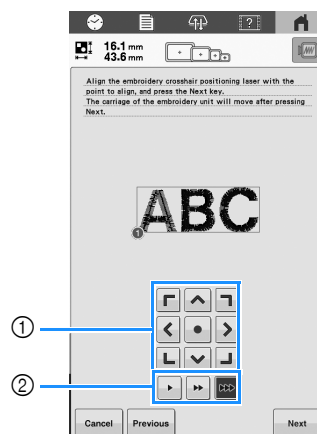 16.1 mm
43.6 mm
Align the embroidery crosshair positioning laser with the
point to align, and press the Next key.
The carriage of the embroidery unit will move after pressing
Next.
ABC
1
①
②
Cancel Previous Next